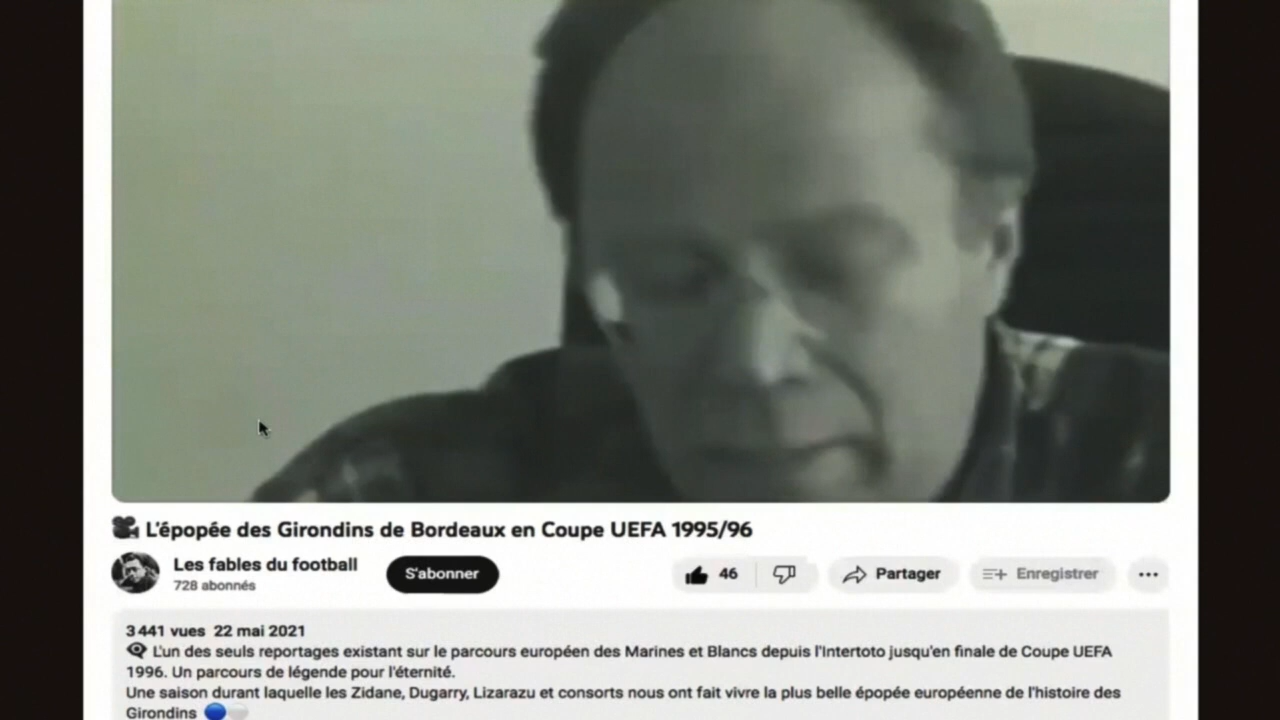 L'épopée des Girondins de Bordeaux en Coupe UEFA 1995/96
Les fables du football
728 abonnés
S'abonner
46
Partager
Enregistrer
3 441 vues 22 mai 2021
L'un des seuls reportages existant sur le parcours européen des Marines et Blancs depuis l'Intertoto jusqu'en finale de Coupe UEFA
1996. Un parcours de légende pour l'éternité.
Une saison durant laquelle les Zidane, Dugarry, Lizarazu et consorts nous ont fait vivre la plus belle épopée européenne de l'histoire des
Girondins